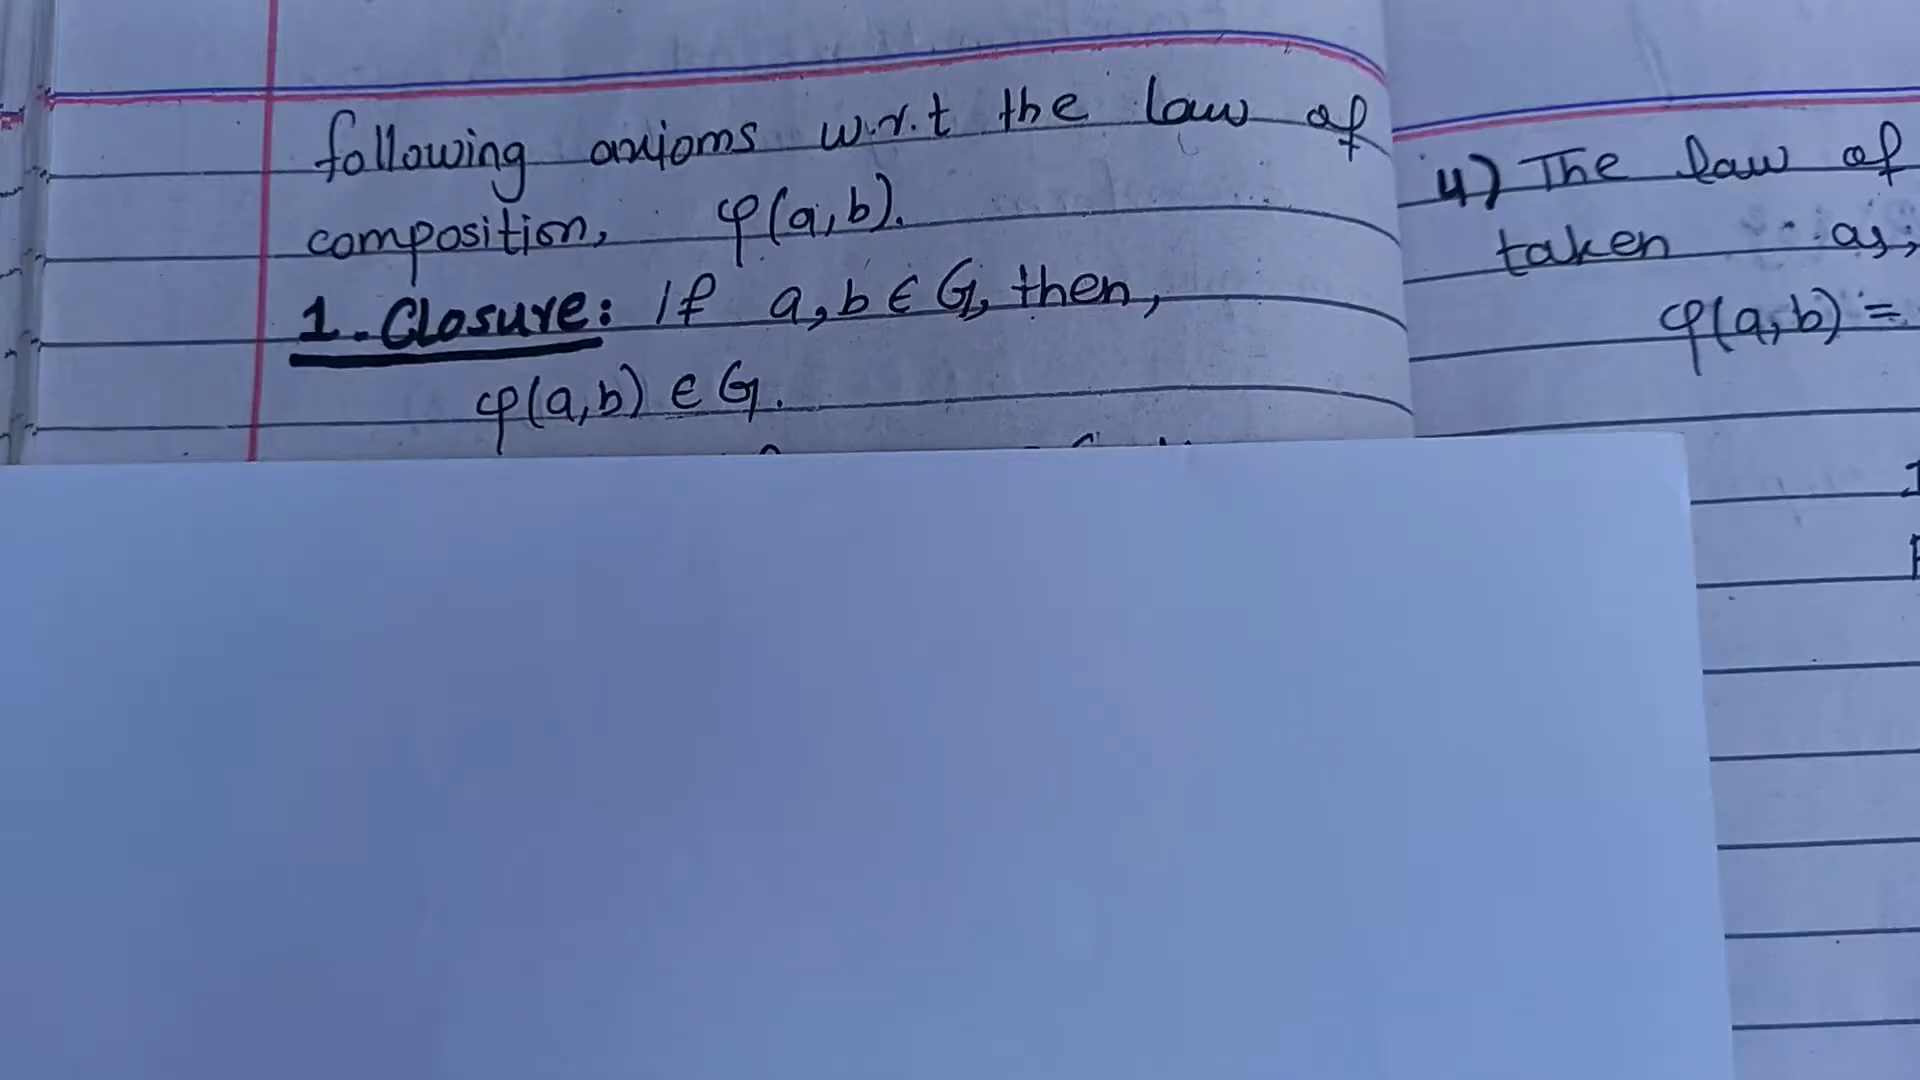 following axioms w.r.t the law of
composition, φ(a,b).
1. Closure: If a, b ∈ G, then,
φ(a,b) ∈ G.
4) The law of
taken as;
φ(a,b) =